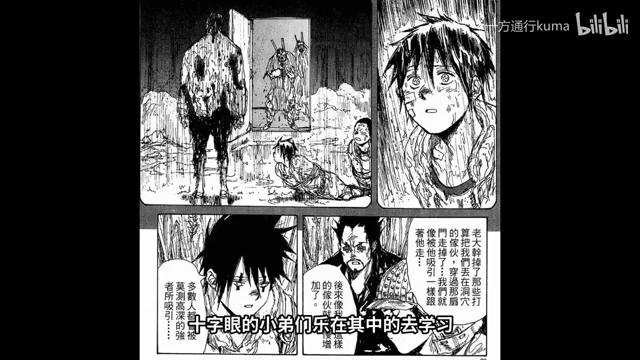 一方通行kuma
bilibili
老大幹掉了那些打
算把我們丟在洞穴
的傢伙，穿過那扇
門走掉了…我們就
像被他吸引一樣跟
著他走…
後來像我
的傢伙就
加了。
這樣
慢增
多數人都被
莫測高深的強
者所吸引……
十字眼的小弟们乐在其中的去学习